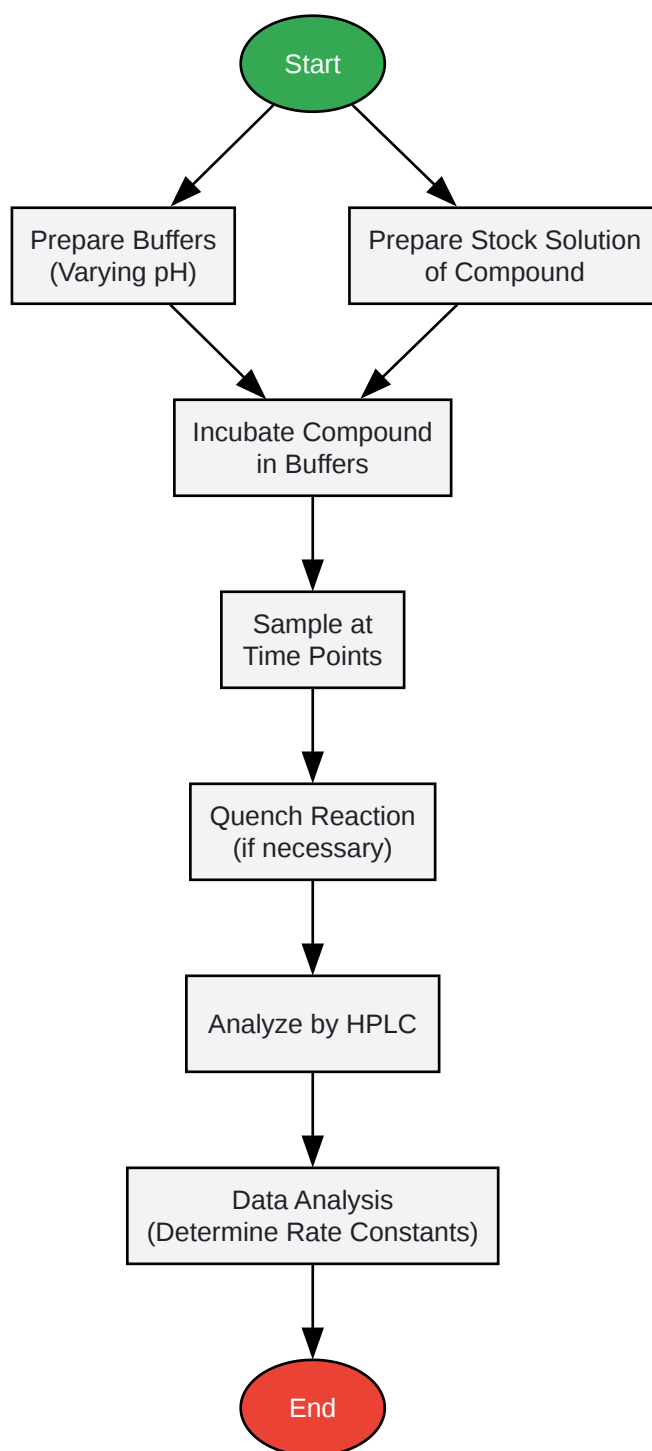 Start
Prepare Buffers
(Varying pH)
Prepare Stock Solution
of Compound
Incubate Compound
in Buffers
Sample at
Time Points
Quench Reaction
(if necessary)
Analyze by HPLC
Data Analysis
(Determine Rate Constants)
End